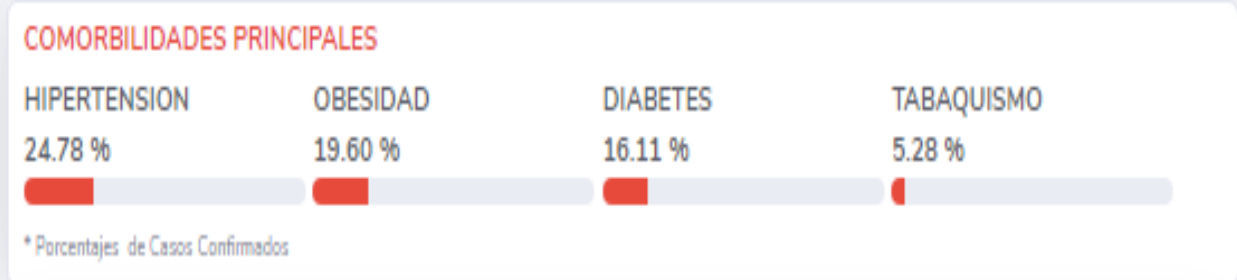 COMORBILIDADES PRINCIPALES
HIPERTENSION OBESIDAD DIABETES TABAQUISMO
24.78 % 19.60 % 16.11 % 5.28 %
* Porcentajes de Casos Confirmados